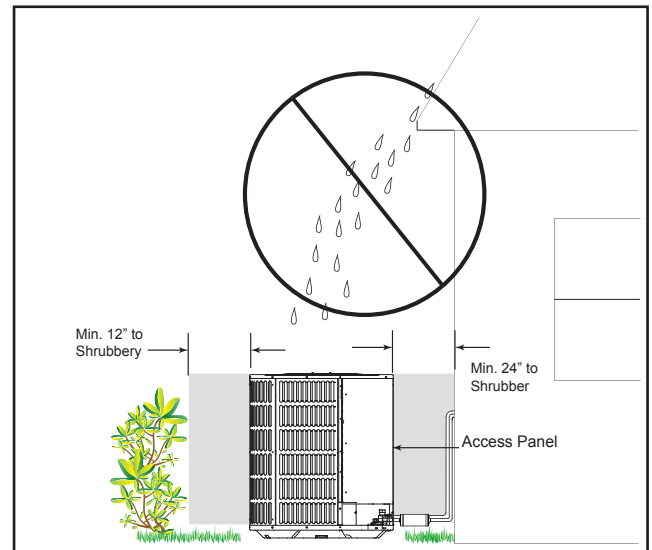 Min. 12” to
Shrubbery
Min. 24” to
Shrubber
Access Panel